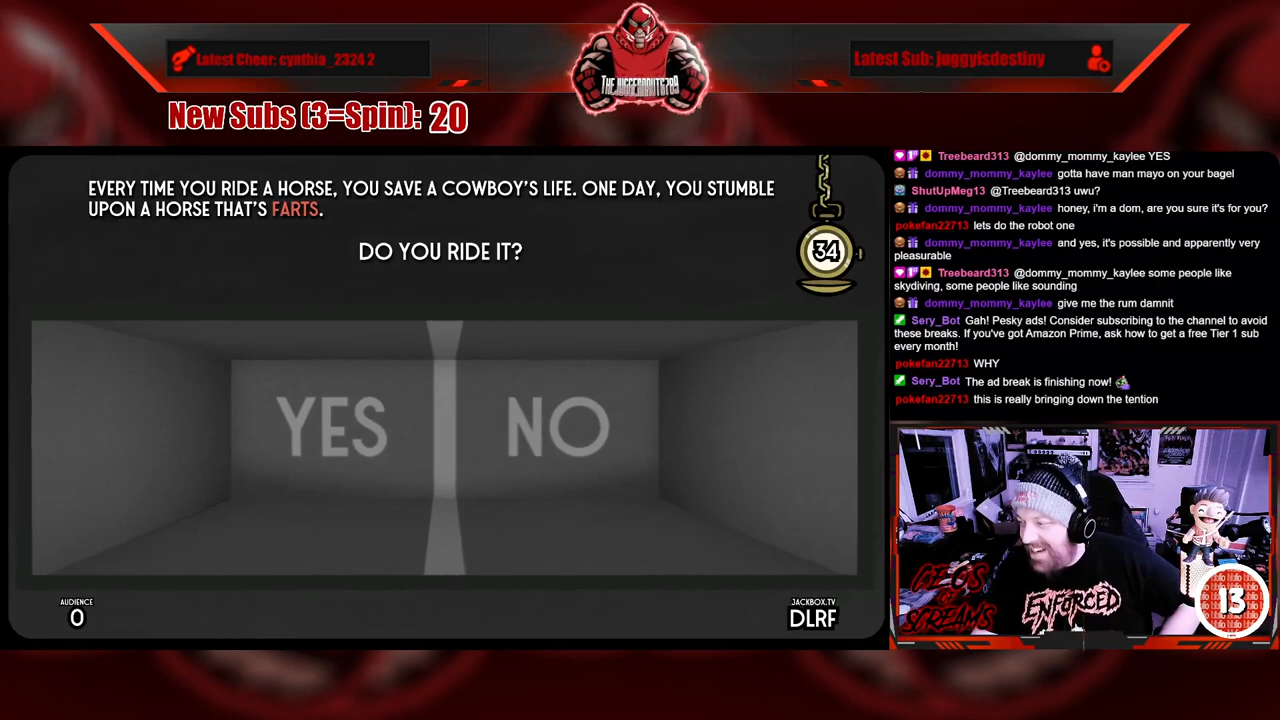 Latest Cheer: cynthia_2324 2
THEJUGGERNAUT6789
Latest Sub: juggyisdestiny
New Subs (3=Spin): 20
EVERY TIME YOU RIDE A HORSE, YOU SAVE A COWBOY'S LIFE. ONE DAY, YOU STUMBLE
UPON A HORSE THAT'S FARTS.
DO YOU RIDE IT?
34
YES
NO
AUDIENCE
0
JACKBOX.TV
DLRF
Treebeard313 @dommy_mommy_kaylee YES
dommy_mommy_kaylee gotta have man mayo on your bagel
ShutUpMeg13 @Treebeard313 uwu?
dommy_mommy_kaylee honey, i'm a dom, are you sure it's for you?
pokefan22713 lets do the robot one
dommy_mommy_kaylee and yes, it's possible and apparently very
pleasurable
Treebeard313 @dommy_mommy_kaylee some people like
skydiving, some people like sounding
dommy_mommy_kaylee give me the rum damnit
Sery_Bot Gah! Pesky ads! Consider subscribing to the channel to avoid
these breaks. If you've got Amazon Prime, ask how to get a free Tier 1 sub
every month!
pokefan22713 WHY
Sery_Bot The ad break is finishing now!
pokefan22713 this is really bringing down the tention
ENFORCED
SCREAMS
13